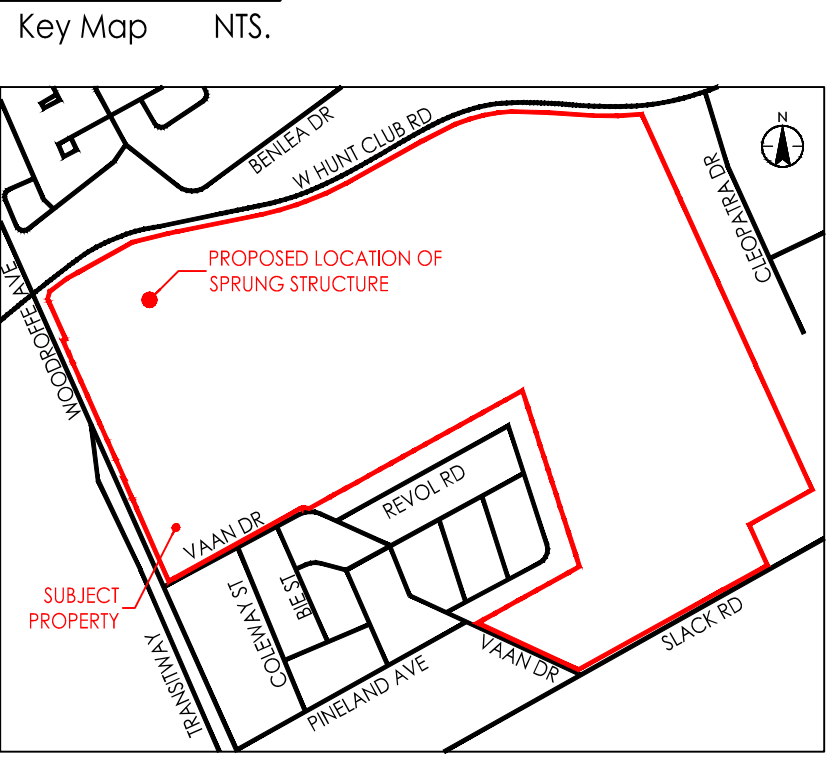 Key Map NTS.
BENLEA DR
W HUNT CLUB RD
N
CLEOPATRA DR
PROPOSED LOCATION OF
SPRUNG STRUCTURE
WOODROFFE AVE
REVOL RD
VAAN DR
SUBJECT
PROPERTY
COLEWAY ST
BIE ST
TRANSITWAY
PINELAND AVE
VAAN DR
SLACK RD